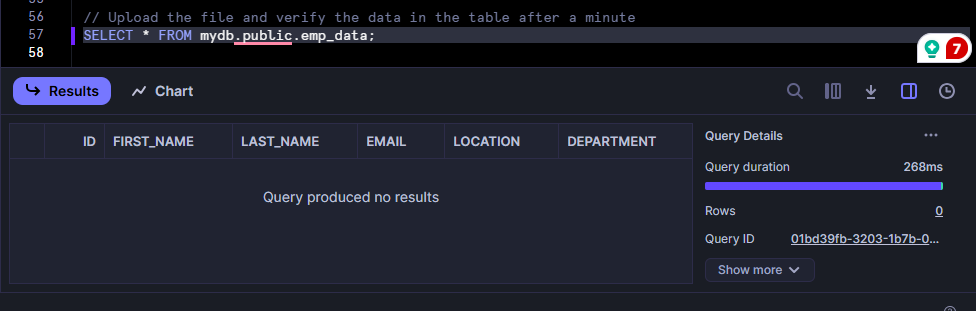 56 // Upload the file and verify the data in the table after a minute
57 SELECT * FROM mydb.public.emp_data;
58
7
Results Chart
ID FIRST_NAME LAST_NAME EMAIL LOCATION DEPARTMENT
Query produced no results
Query Details ...
Query duration 268ms
Rows 0
Query ID 01bd39fb-3203-1b7b-0...
Show more